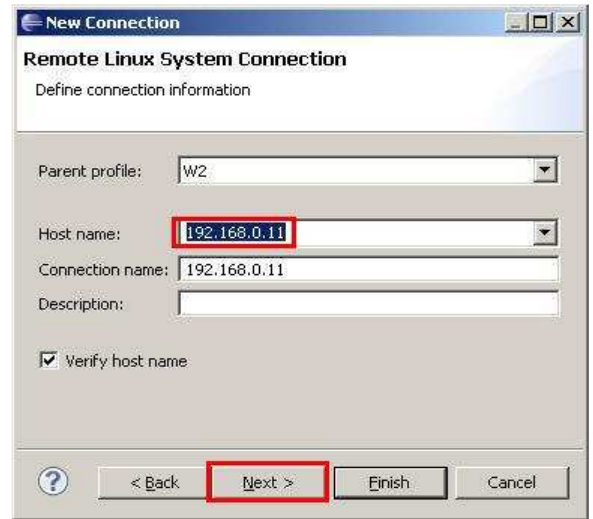 New Connection
Remote Linux System Connection
Define connection information
Parent profile: W2
Host name: 192.168.0.11
Connection name: 192.168.0.11
Description:
Verify host name
? < Back Next > Finish Cancel